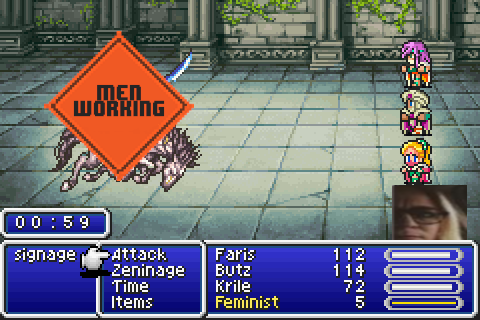 MEN
WORKING
00:59
signage
Attack
Zeninage
Time
Items
Faris 112
Butz 114
Krile 72
Feminist 5